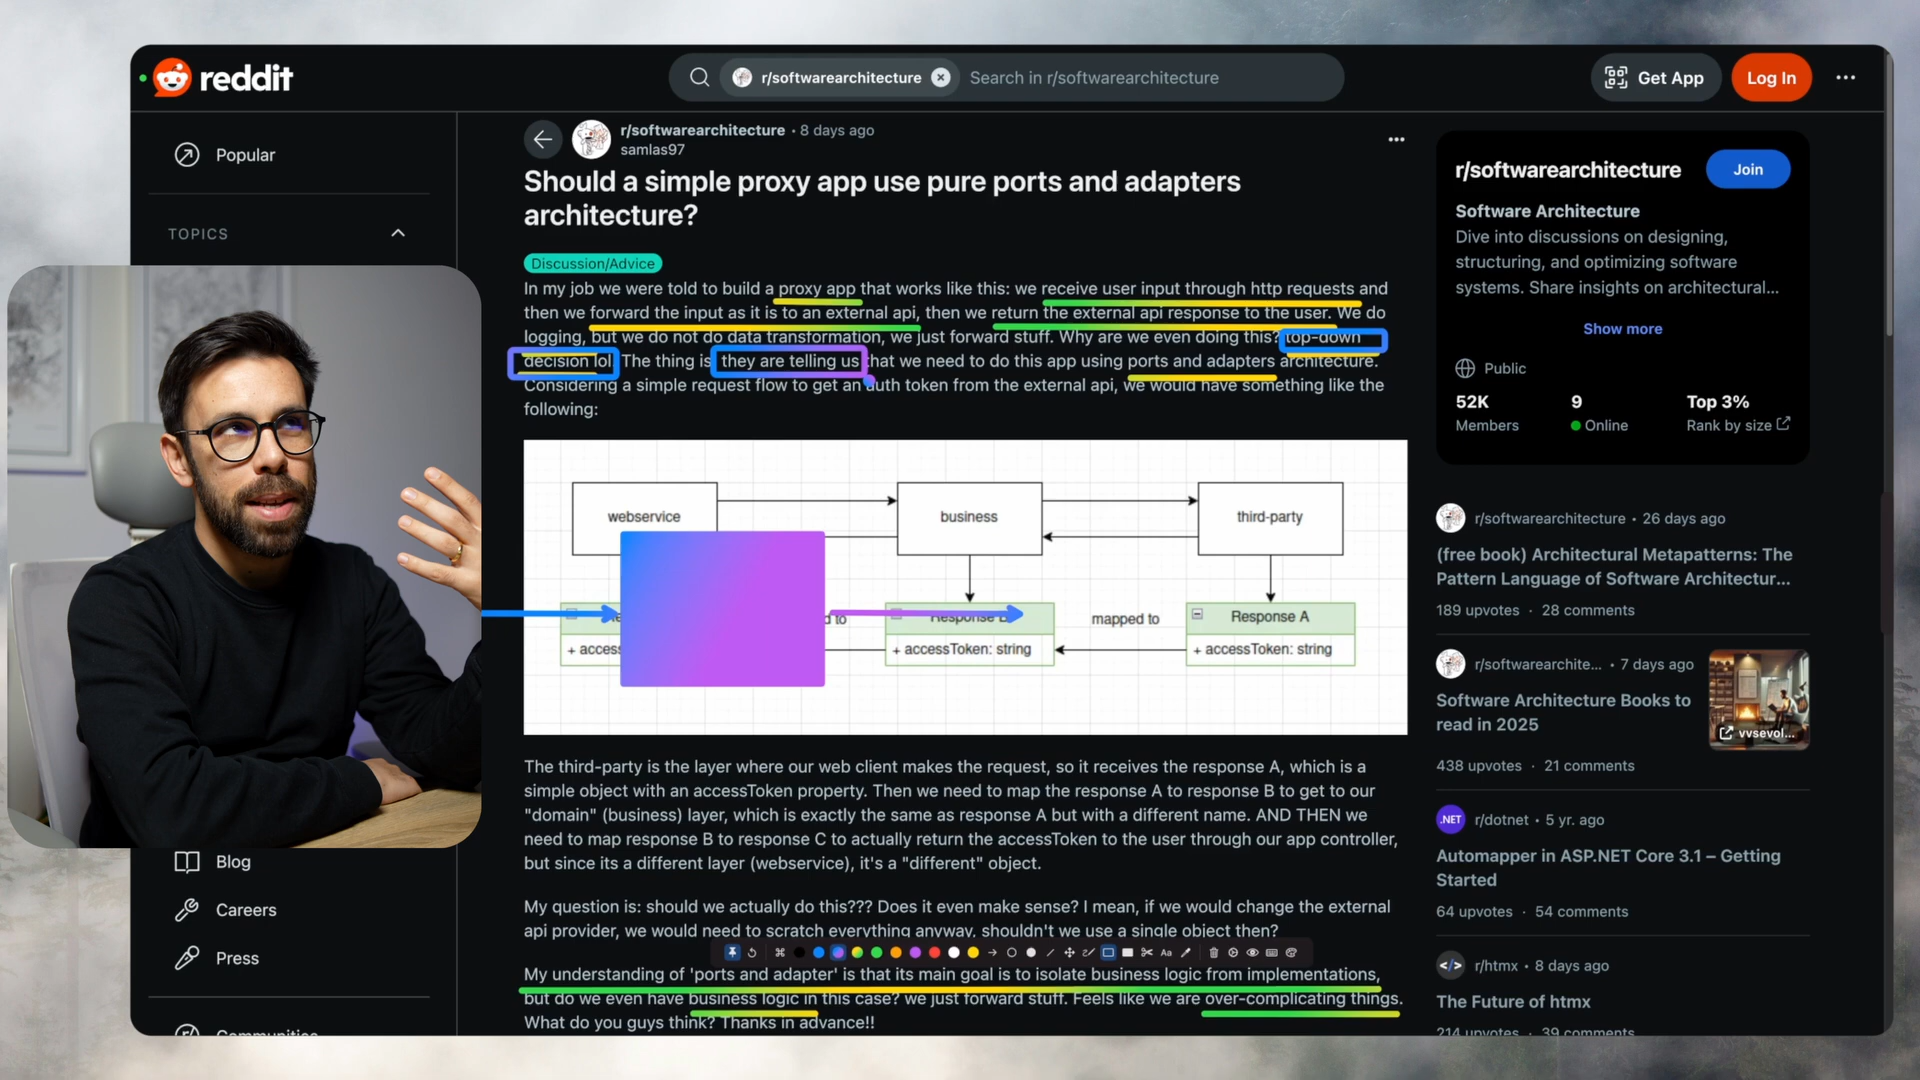 reddit
r/softwarearchitecture
Search in r/softwarearchitecture
Get App
Log In
Popular
TOPICS
Blog
Careers
Press
Communities
r/softwarearchitecture • 8 days ago
samlas97
Should a simple proxy app use pure ports and adapters
architecture?
Discussion/Advice
In my job we were told to build a proxy app that works like this: we receive user input through http requests and
then we forward the input as it is to an external api, then we return the external api response to the user. We do
logging, but we do not do data transformation, we just forward stuff. Why are we even doing this? top-down
decision lol. The thing is they are telling us that we need to do this app using ports and adapters architecture.
Considering a simple request flow to get an auth token from the external api, we would have something like the
following:
webservice
business
third-party
Response B
mapped to
Response A
+ accessToken: string
+ accessToken: string
The third-party is the layer where our web client makes the request, so it receives the response A, which is a
simple object with an accessToken property. Then we need to map the response A to response B to get to our
"domain" (business) layer, which is exactly the same as response A but with a different name. AND THEN we
need to map response B to response C to actually return the accessToken to the user through our app controller,
but since its a different layer (webservice), it's a "different" object.
My question is: should we actually do this??? Does it even make sense? I mean, if we would change the external
api provider, we would need to scratch everything anyway, shouldn't we use a single object then?
Aa
My understanding of 'ports and adapter' is that its main goal is to isolate business logic from implementations,
but do we even have business logic in this case? we just forward stuff. Feels like we are over-complicating things.
What do you guys think? Thanks in advance!!
r/softwarearchitecture
Join
Software Architecture
Dive into discussions on designing,
structuring, and optimizing software
systems. Share insights on architectural...
Show more
Public
52K 9 Top 3%
Members Online Rank by size
r/softwarearchitecture • 26 days ago
(free book) Architectural Metapatterns: The
Pattern Language of Software Architectur...
189 upvotes · 28 comments
r/softwarearchite... • 7 days ago
Software Architecture Books to
read in 2025
vvsevol...
438 upvotes · 21 comments
.NET
r/dotnet • 5 yr. ago
Automapper in ASP.NET Core 3.1 – Getting
Started
64 upvotes · 54 comments
</>
r/htmx • 8 days ago
The Future of htmx
214 upvotes · 39 comments